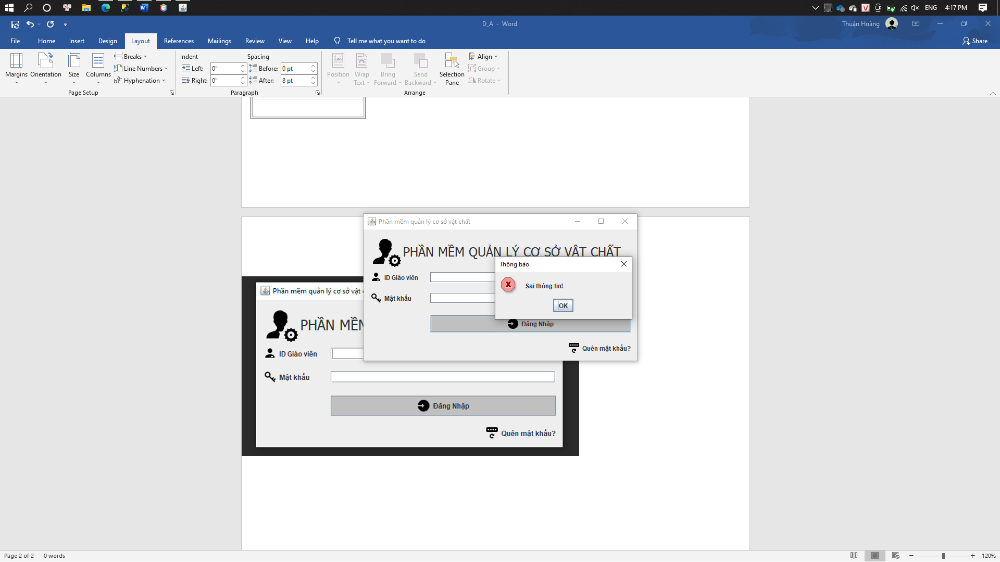 ENG 4:17 PM
D_A - Word
Thuận Hoàng
File Home Insert Design Layout References Mailings Review View Help Tell me what you want to do Share
Margins
Orientation
Size
Columns
Breaks
Line Numbers
Hyphenation
Page Setup
Indent
Left: 0"
Right: 0"
Spacing
Before: 0 pt
After: 8 pt
Paragraph
Position
Wrap Text
Bring Forward
Send Backward
Selection Pane
Align
Group
Rotate
Arrange
Phần mềm quản lý cơ sở vật chất
PHẦN MỀM QUẢN LÝ CƠ SỞ VẬT CHẤT
ID Giáo viên
Mật khẩu
Đăng Nhập
Quên mật khẩu?
Thông báo
Sai thông tin!
OK
Phần mềm quản lý cơ sở vật
PHẦN MỀM
ID Giáo viên
Mật khẩu
Đăng Nhập
Quên mật khẩu?
Page 2 of 2 0 words
120%